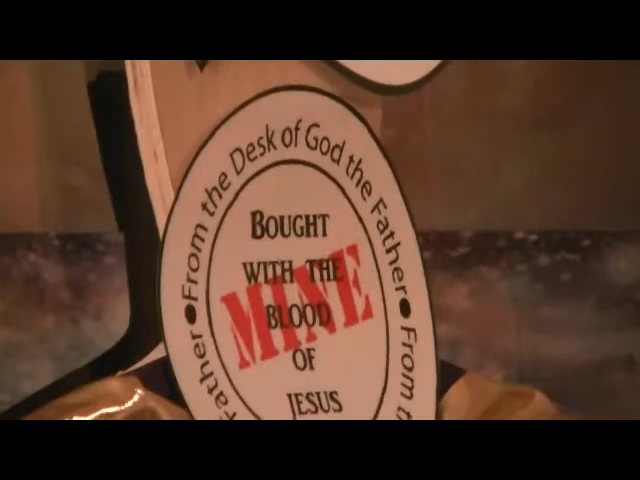 From the Desk of God the Father • From t
Father •
BOUGHT
WITH THE
BLOOD
OF
JESUS
MINE